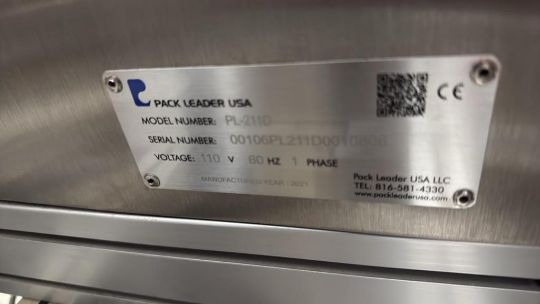 PACK LEADER USA
MODEL NUMBER: PL-211D
SERIAL NUMBER: 00106PL211D0010806
VOLTAGE: 110 V 60 HZ 1 PHASE
MANUFACTURED YEAR : 2021
CE
Pack Leader USA LLC
TEL: 816-581-4330
www.packleaderusa.com